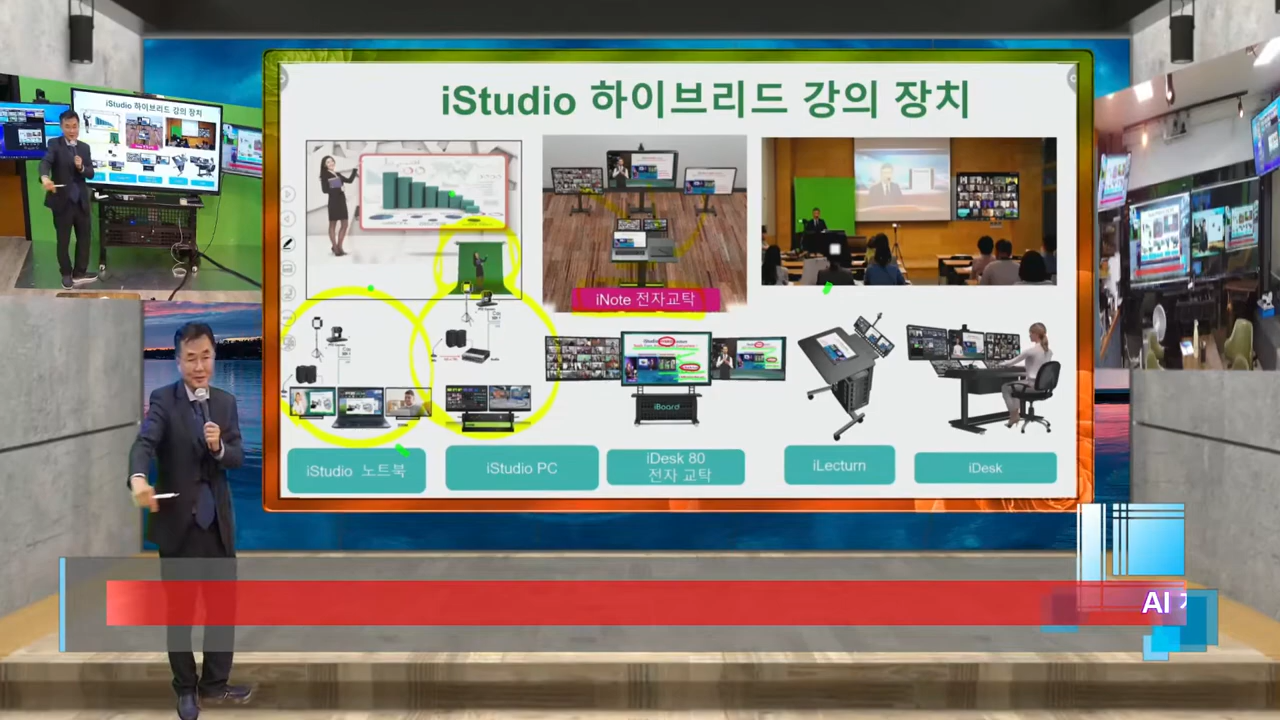 iStudio 하이브리드 강의 장치
iStudio 하이브리드 강의 장치
iNote 전자교탁
iBoard
iStudio 노트북
iStudio PC
iDesk 80
전자 교탁
iLecturn
iDesk
AI